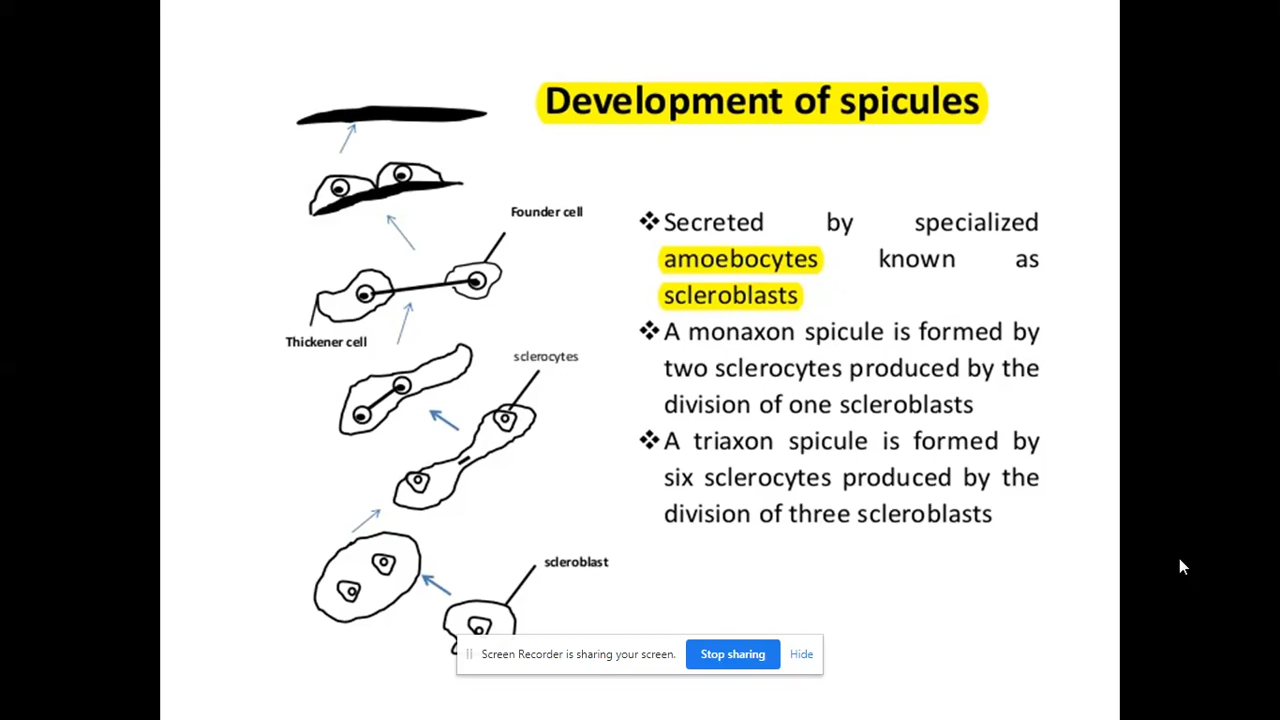 Development of spicules
Founder cell
Thickener cell
sclerocytes
scleroblast
❖Secreted by specialized
amoebocytes known as
scleroblasts
❖A monaxon spicule is formed by
two sclerocytes produced by the
division of one scleroblasts
❖A triaxon spicule is formed by
six sclerocytes produced by the
division of three scleroblasts
Screen Recorder is sharing your screen. Stop sharing Hide